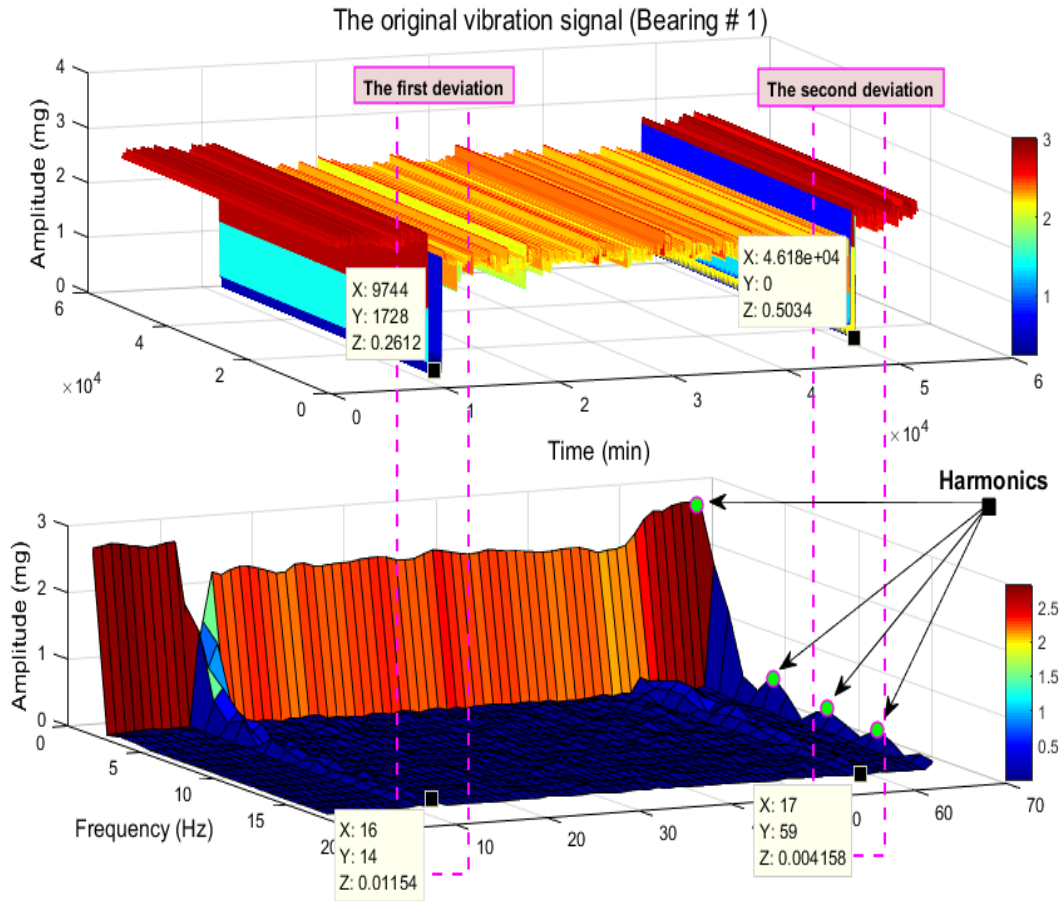 The original vibration signal (Bearing # 1)
The first deviation
The second deviation
Amplitude (mg)
4
3
2
1
0
6
4
2
0
×10⁴
X: 9744
Y: 1728
Z: 0.2612
X: 4.618e+04
Y: 0
Z: 0.5034
3
2
1
0
1
2
3
4
5
6
×10⁴
Time (min)
Harmonics
Amplitude (mg)
3
2
1
0
0
5
10
15
20
Frequency (Hz)
X: 16
Y: 14
Z: 0.01154
X: 17
Y: 59
Z: 0.004158
10
20
30
40
60
70
2.5
2
1.5
1
0.5